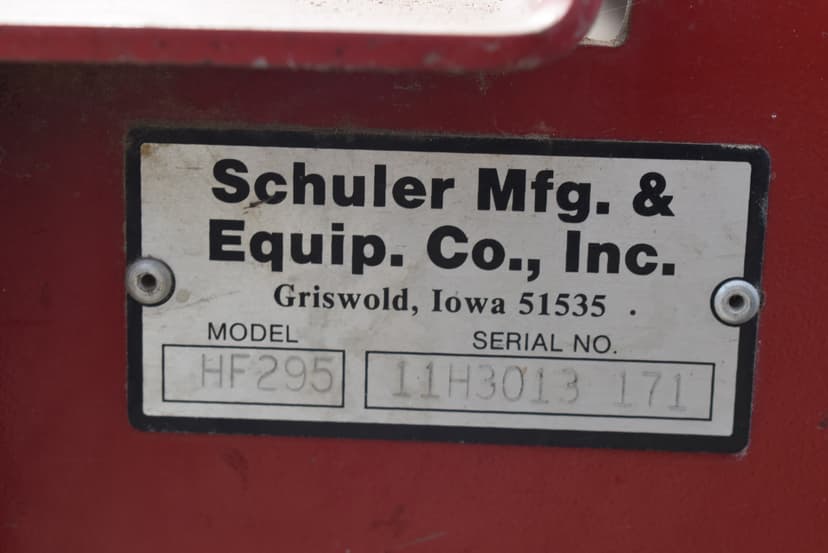 Schuler Mfg. &
Equip. Co., Inc.
Griswold, Iowa 51535 .
MODEL SERIAL NO.
HF295 11H3013 171